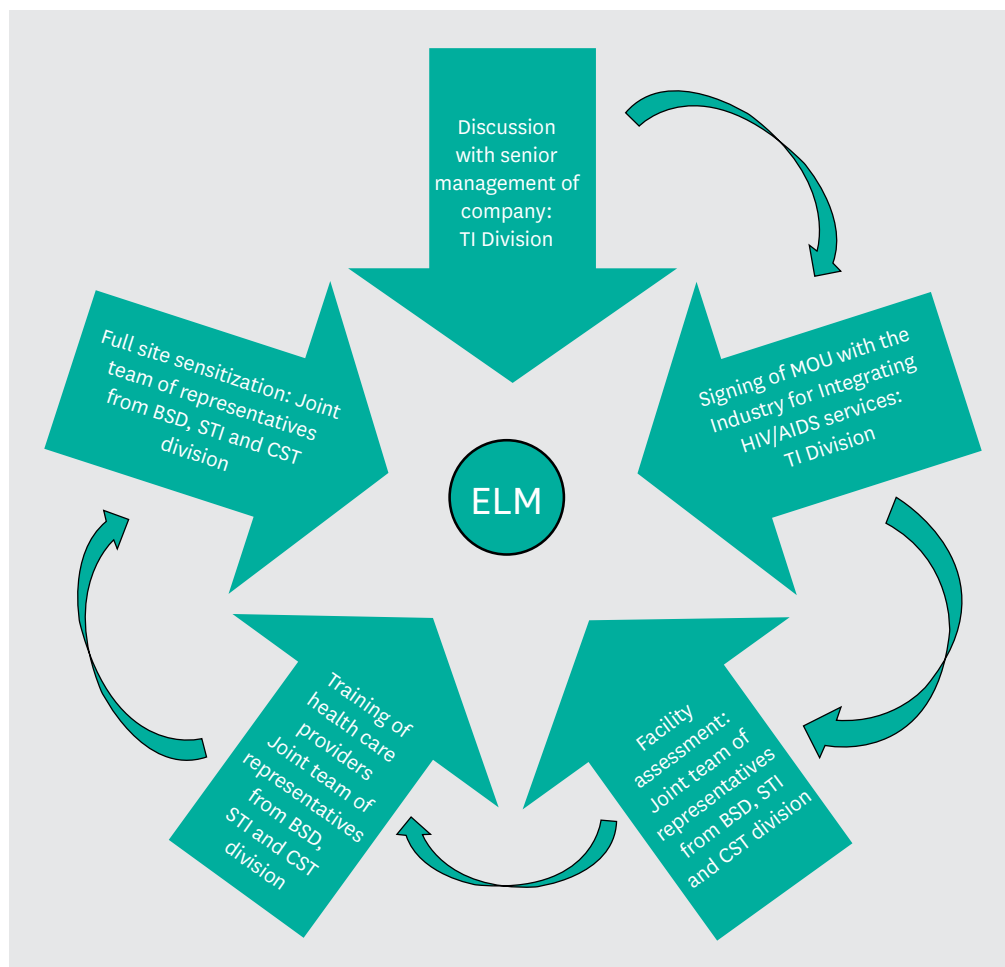 Discussion
with senior
management of
company:
TI Division
Signing of MOU with the
Industry for Integrating
HIV/AIDS services:
TI Division
Facility
assessment:
Joint team of
representatives
from BSD, STI
and CST division
Training of
health care
providers
Joint team of
representatives
from BSD,
STI and CST
division
Full site sensitization: Joint
team of representatives
from BSD, STI and CST
division
ELM